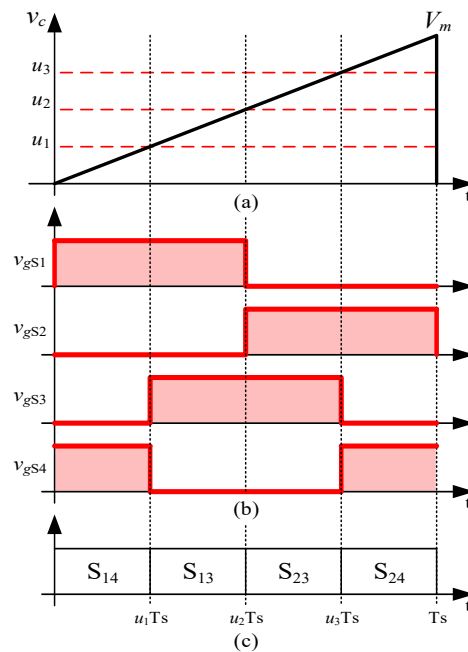 v_c V_m
u_3
u_2
u_1
t
(a)
v_gS1
v_gS2
v_gS3
v_gS4
t
(b)
S_14 S_13 S_23 S_24
t
u_1Ts u_2Ts u_3Ts Ts
(c)